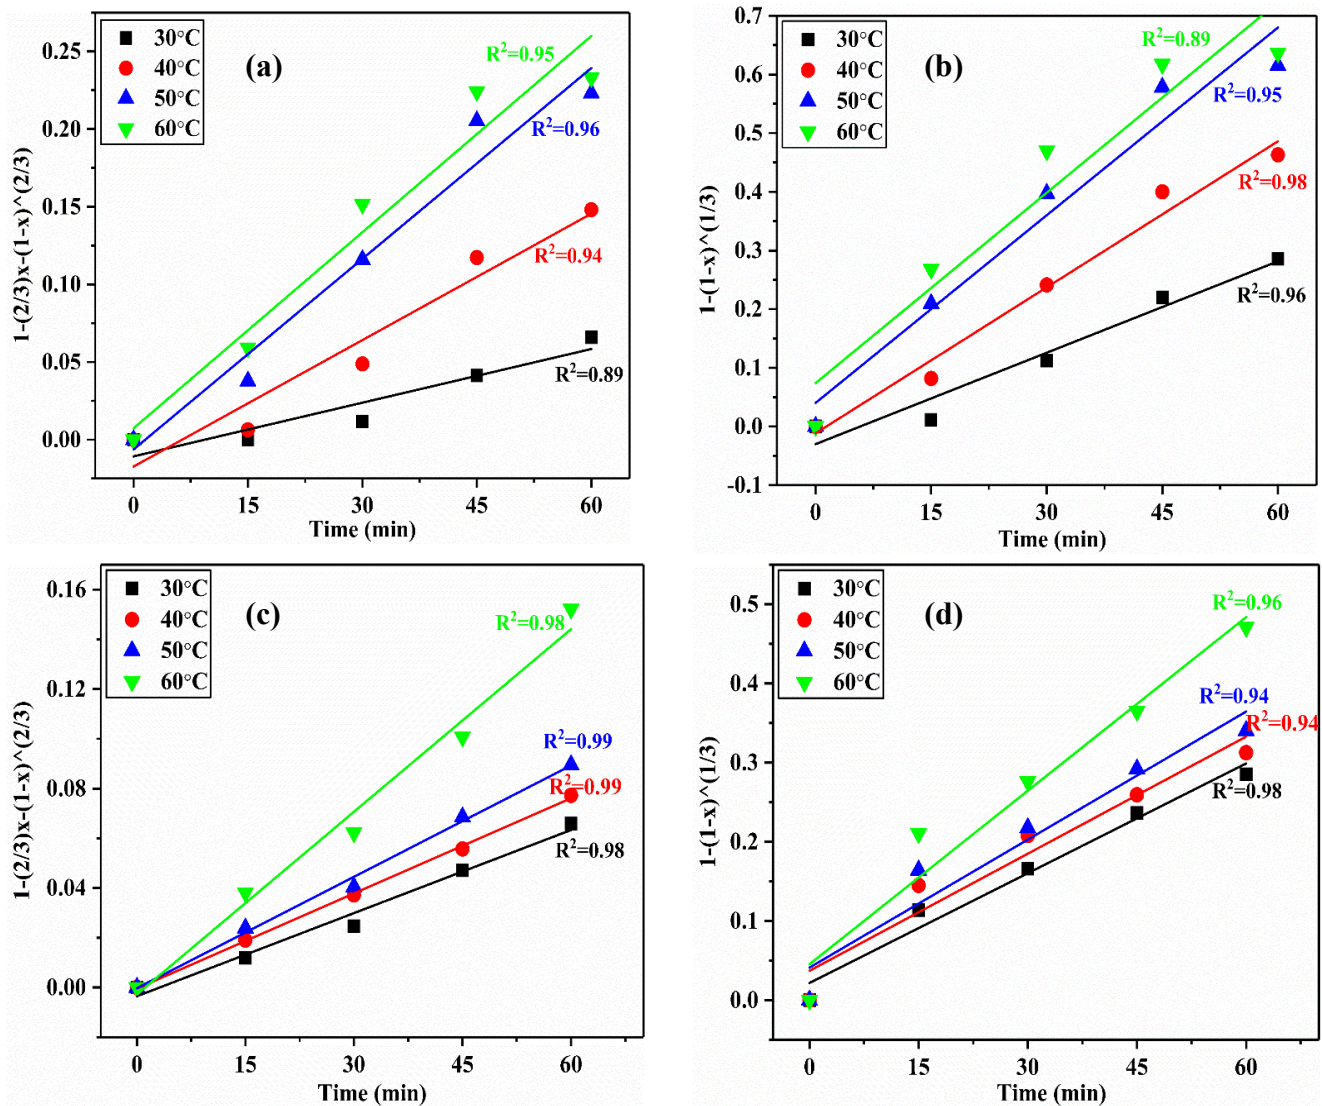 30°C
40°C
50°C
60°C
(a)
R²=0.95
R²=0.96
R²=0.94
R²=0.89
0.25
0.20
0.15
0.10
0.05
0.00
1-(2/3)x-(1-x)^(2/3)
0 15 30 45 60
Time (min)
30°C
40°C
50°C
60°C
(b)
R²=0.89
R²=0.95
R²=0.98
R²=0.96
0.7
0.6
0.5
0.4
0.3
0.2
0.1
0.0
-0.1
1-(1-x)^(1/3)
0 15 30 45 60
Time (min)
30°C
40°C
50°C
60°C
(c)
R²=0.98
R²=0.99
R²=0.99
R²=0.98
0.16
0.12
0.08
0.04
0.00
1-(2/3)x-(1-x)^(2/3)
0 15 30 45 60
Time (min)
30°C
40°C
50°C
60°C
(d)
R²=0.96
R²=0.94
R²=0.94
R²=0.98
0.5
0.4
0.3
0.2
0.1
0.0
1-(1-x)^(1/3)
0 15 30 45 60
Time (min)